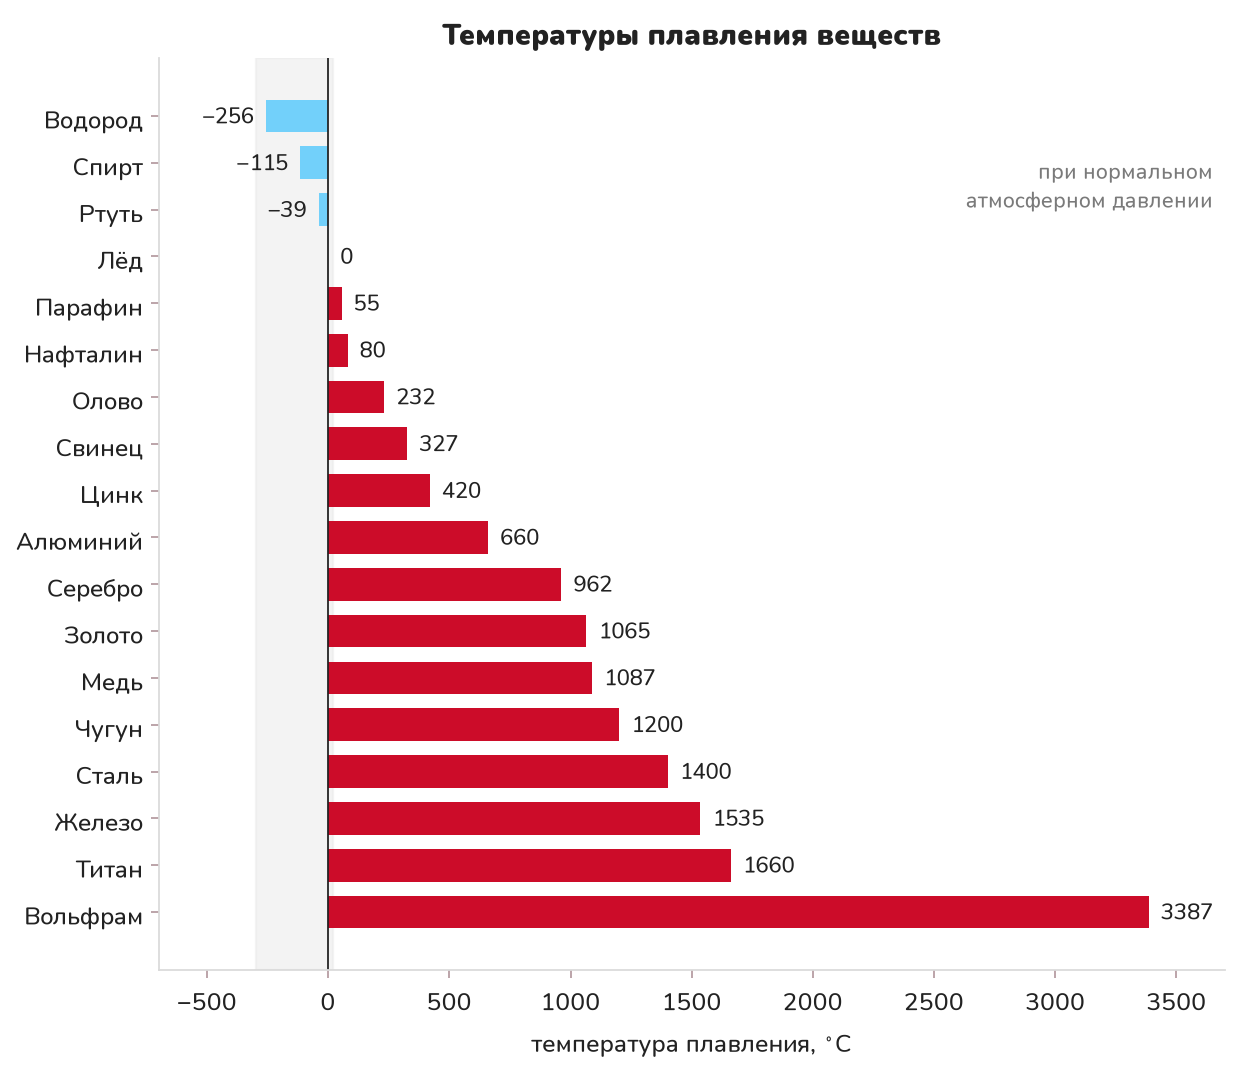 Температуры плавления веществ
при нормальном
атмосферном давлении
Водород −256
Спирт −115
Ртуть −39
Лёд 0
Парафин 55
Нафталин 80
Олово 232
Свинец 327
Цинк 420
Алюминий 660
Серебро 962
Золото 1065
Медь 1087
Чугун 1200
Сталь 1400
Железо 1535
Титан 1660
Вольфрам 3387
−500 0 500 1000 1500 2000 2500 3000 3500
температура плавления, °C